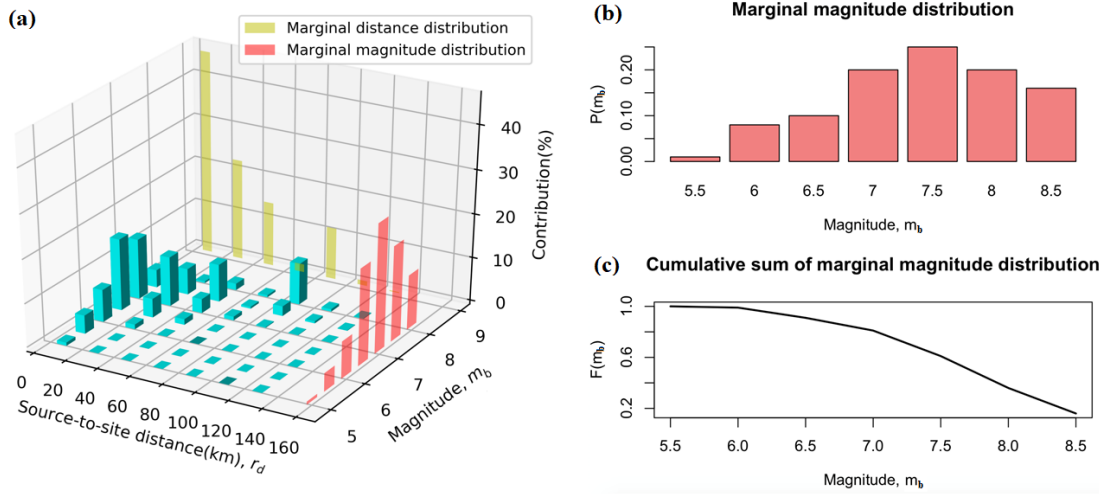 (a)
Marginal distance distribution
Marginal magnitude distribution
40
30
20
10
0
Contribution(%)
0
20
40
60
80
100
120
140
160
Source-to-site distance(km), r_d
5
6
7
8
9
Magnitude, m_b
(b)
Marginal magnitude distribution
P(m_b)
0.20
0.10
0.00
5.5 6 6.5 7 7.5 8 8.5
Magnitude, m_b
(c)
Cumulative sum of marginal magnitude distribution
F(m_b)
1.0
0.6
0.2
5.5 6.0 6.5 7.0 7.5 8.0 8.5
Magnitude, m_b